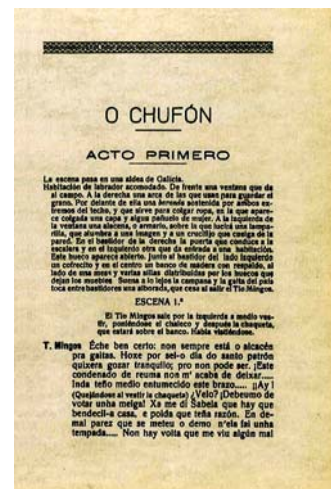 O CHUFÓN
ACTO PRIMERO
La escena pasa en una aldea de Galicia.
Habitación de labrador acomodado. De frente una ventana que da
al campo. A la derecha una arca de las que usan para guardar el
grano. Por delante de ella una horenda sostenida por ambos ex-
tremos del techo, y que sirve para colgar ropa, en la que apare-
ce colgada una capa y algun pañuelo de mujer. A la izquierda de
la ventana una alacena, o armario, sobre la que lucirá una lampa-
rilla, que alumbra a una imagen y a un crucifijo que costga de la
pared. En el bastidor de la derecha la puerta que conduce a la
escalera y en el izquierdo otra que da entrada a una habitación.
Este hueco aparece abierto. Junto al bastidor del lado izquierdo
un cofrecito y en el centro un banco de madera con respaldo, al
lado de una mesa y varias sillas distribuidas por los huecos que
dejan los muebles. Suena a lo lejos la campana y la gaita del país
toca entre bastidores una alborada, que cesa al salir el Tío Mingos.
ESCENA 1.ª
El Tío Mingos sale por la izquierda a medio ves-
tir, poniéndose el chaleco y después la chaqueta,
que estará sobre el banco. Habla vistiéndose.
T. Mingos Éche ben certo: non sempre está o alcacén
pra gaitas. Hoxe por sei-o día do santo patrón
quixera gozar tranquilo; pro non pode ser. ¡Este
condenado de reuma non m' acaba de deixar.....
Inda teño medio entumecido este brazo..... ¡¡Ay!
(Quejándose al vestir la chaqueta) ¿Velo? ¡Debeumo de
votar unha meiga! Xa me di Sabela que hay que
bendecil-a casa, e poida que teña razón. En de-
mal parez que se meteu o demo n'ela fai unha
tempada..... Non hay volta que me viu algún mal